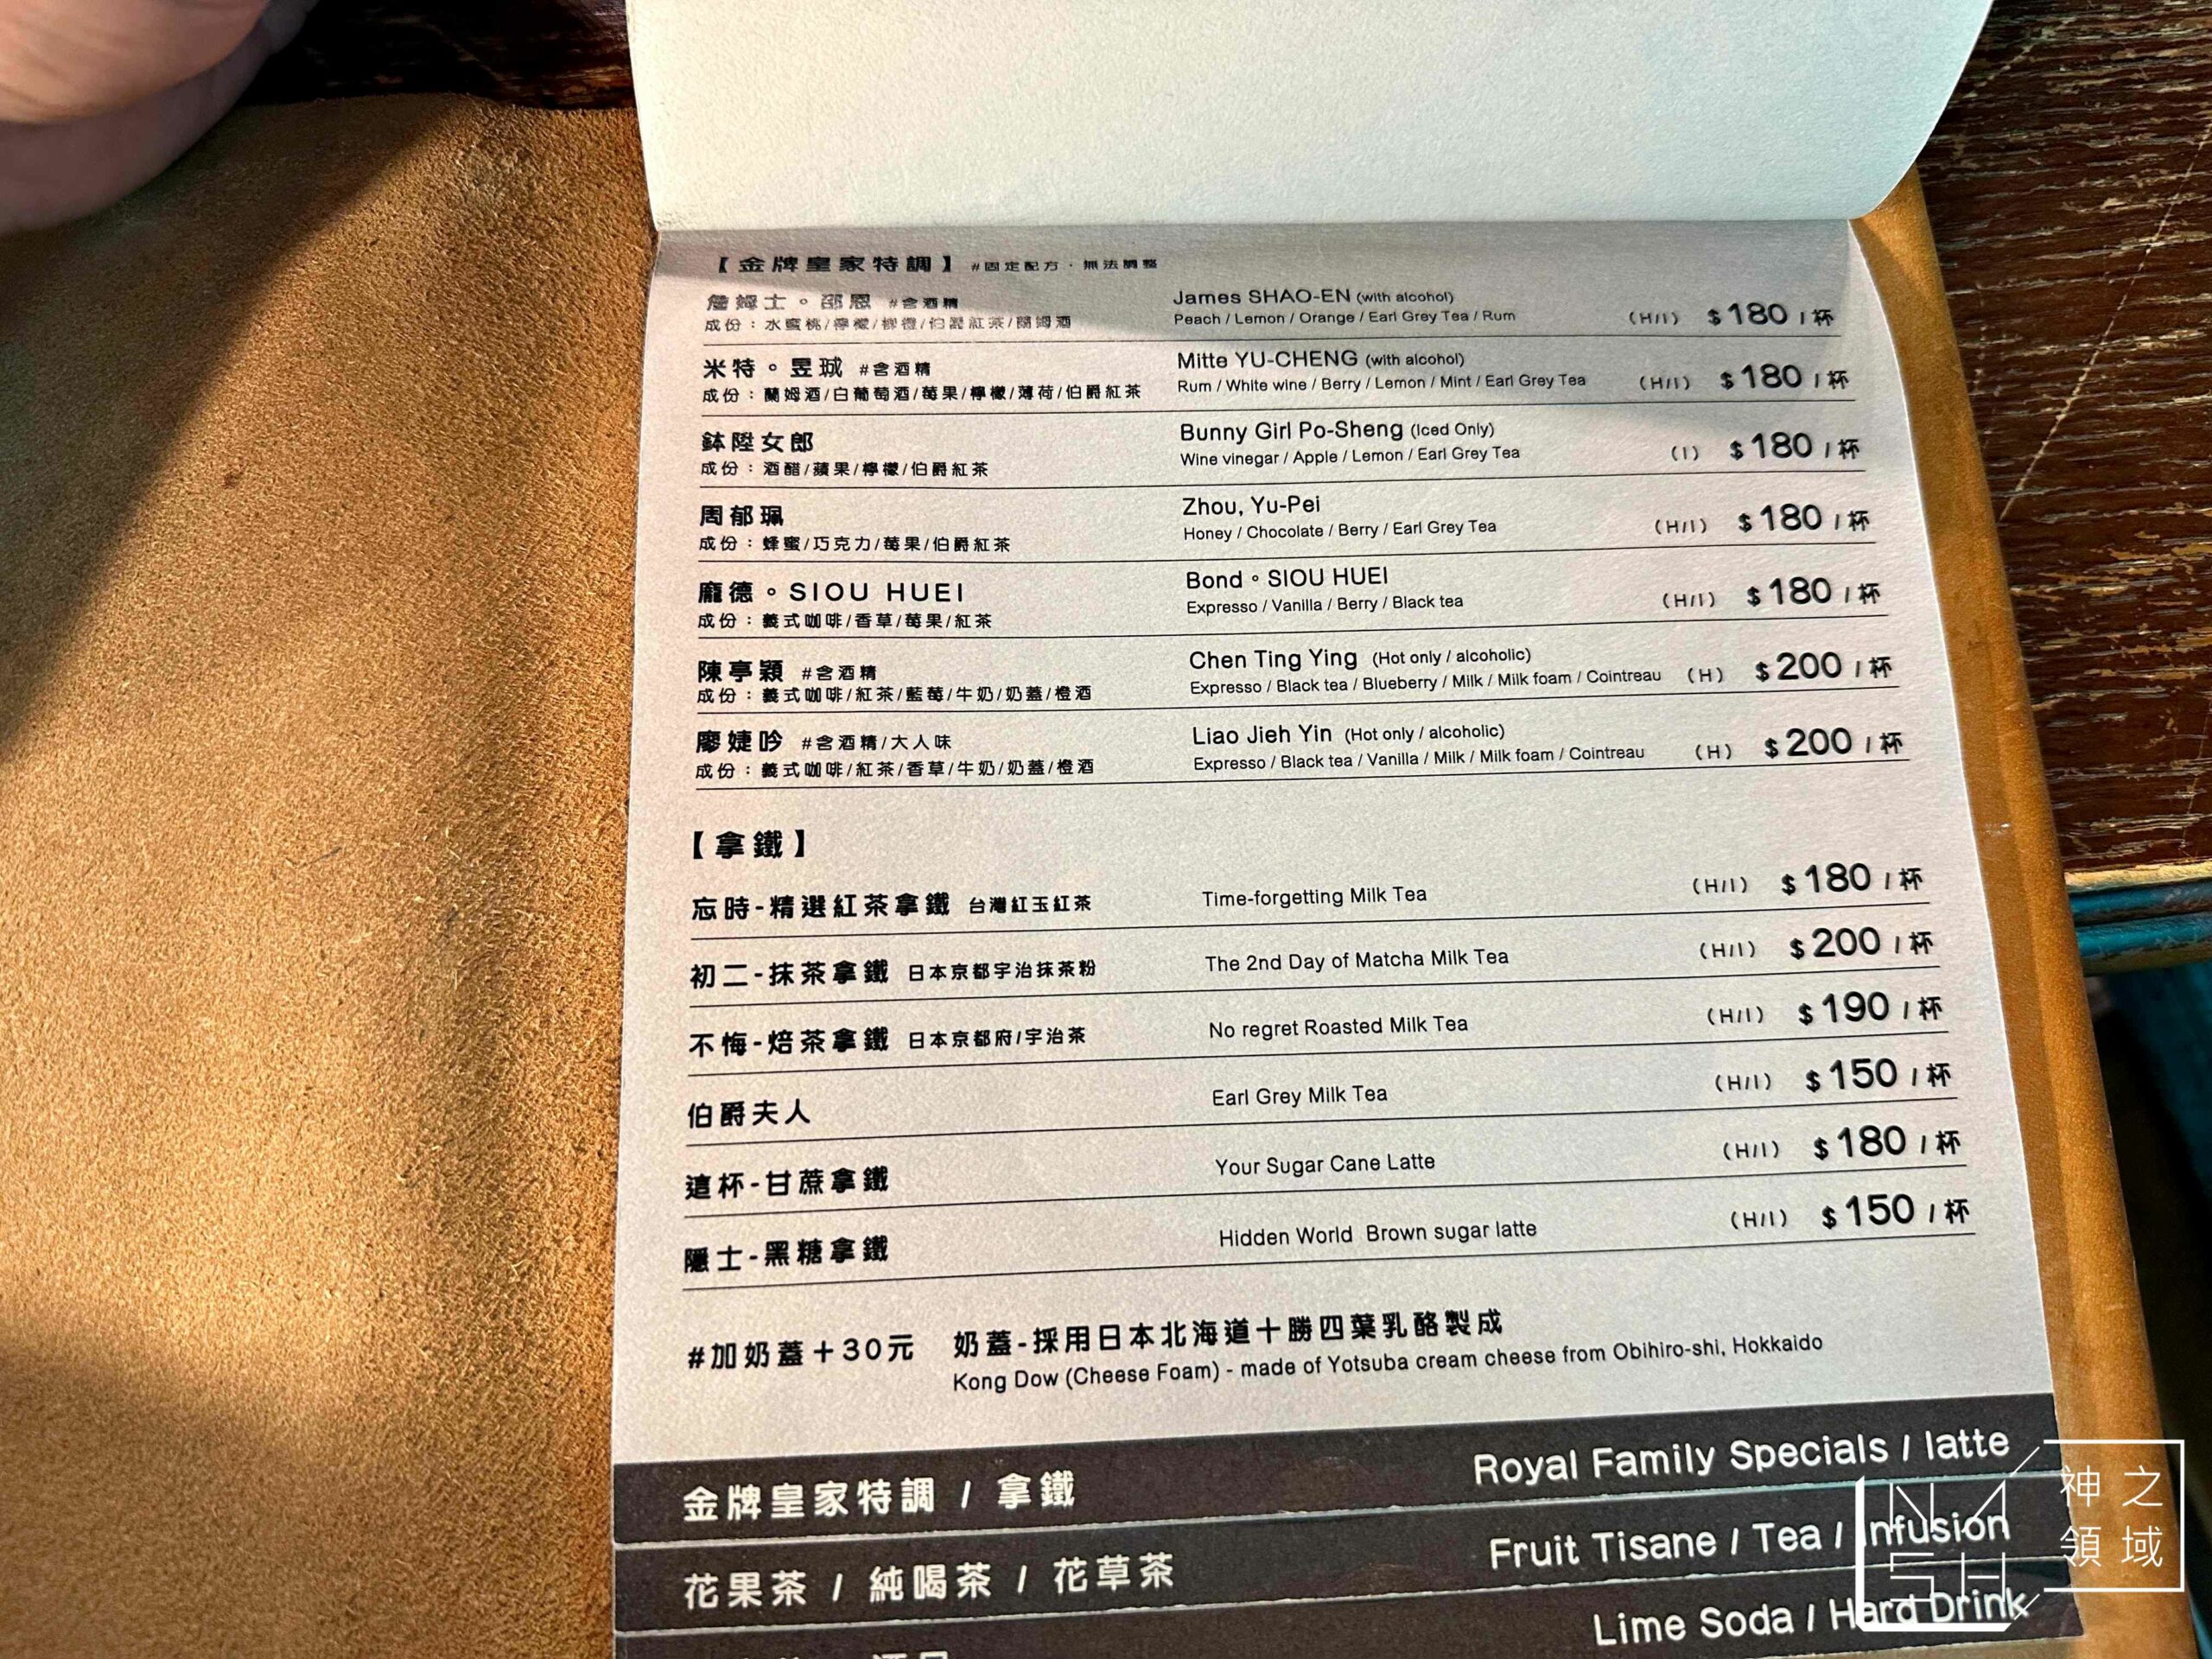 【金牌皇家特調】 #固定配方．無法調整
詹姆士。邵恩 #含酒精 James SHAO-EN (with alcohol)
成份：水蜜桃/檸檬/柳橙/伯爵紅茶/蘭姆酒 Peach / Lemon / Orange / Earl Grey Tea / Rum (H/I) $180 / 杯
米特。昱珹 #含酒精 Mitte YU-CHENG (with alcohol)
成份：蘭姆酒/白葡萄酒/莓果/檸檬/薄荷/伯爵紅茶 Rum / White wine / Berry / Lemon / Mint / Earl Grey Tea (H/I) $180 / 杯
鉢陞女郎 Bunny Girl Po-Sheng (Iced Only)
成份：酒醋/蘋果/檸檬/伯爵紅茶 Wine vinegar / Apple / Lemon / Earl Grey Tea (I) $180 / 杯
周郁珮 Zhou, Yu-Pei
成份：蜂蜜/巧克力/莓果/伯爵紅茶 Honey / Chocolate / Berry / Earl Grey Tea (H/I) $180 / 杯
龐德。SIOU HUEI Bond。SIOU HUEI
成份：義式咖啡/香草/莓果/紅茶 Expresso / Vanilla / Berry / Black tea (H/I) $180 / 杯
陳亭穎 #含酒精 Chen Ting Ying (Hot only / alcoholic)
成份：義式咖啡/紅茶/藍莓/牛奶/奶蓋/橙酒 Expresso / Black tea / Blueberry / Milk / Milk foam / Cointreau (H) $200 / 杯
廖婕吟 #含酒精/大人味 Liao Jieh Yin (Hot only / alcoholic)
成份：義式咖啡/紅茶/香草/牛奶/奶蓋/橙酒 Expresso / Black tea / Vanilla / Milk / Milk foam / Cointreau (H) $200 / 杯
【拿鐵】
忘時-精選紅茶拿鐵 台灣紅玉紅茶 Time-forgetting Milk Tea (H/I) $180 / 杯
初二-抹茶拿鐵 日本京都宇治抹茶粉 The 2nd Day of Matcha Milk Tea (H/I) $200 / 杯
不悔-焙茶拿鐵 日本京都府/宇治茶 No regret Roasted Milk Tea (H/I) $190 / 杯
伯爵夫人 Earl Grey Milk Tea (H/I) $150 / 杯
這杯-甘蔗拿鐵 Your Sugar Cane Latte (H/I) $180 / 杯
隱士-黑糖拿鐵 Hidden World Brown sugar latte (H/I) $150 / 杯
#加奶蓋＋30元 奶蓋-採用日本北海道十勝四葉乳酪製成
Kong Dow (Cheese Foam) - made of Yotsuba cream cheese from Obihiro-shi, Hokkaido
金牌皇家特調 / 拿鐵 Royal Family Specials / latte
花果茶 / 純喝茶 / 花草茶 Fruit Tisane / Tea / Infusion
Lime Soda / Hard Drink
NASH
神之
領域